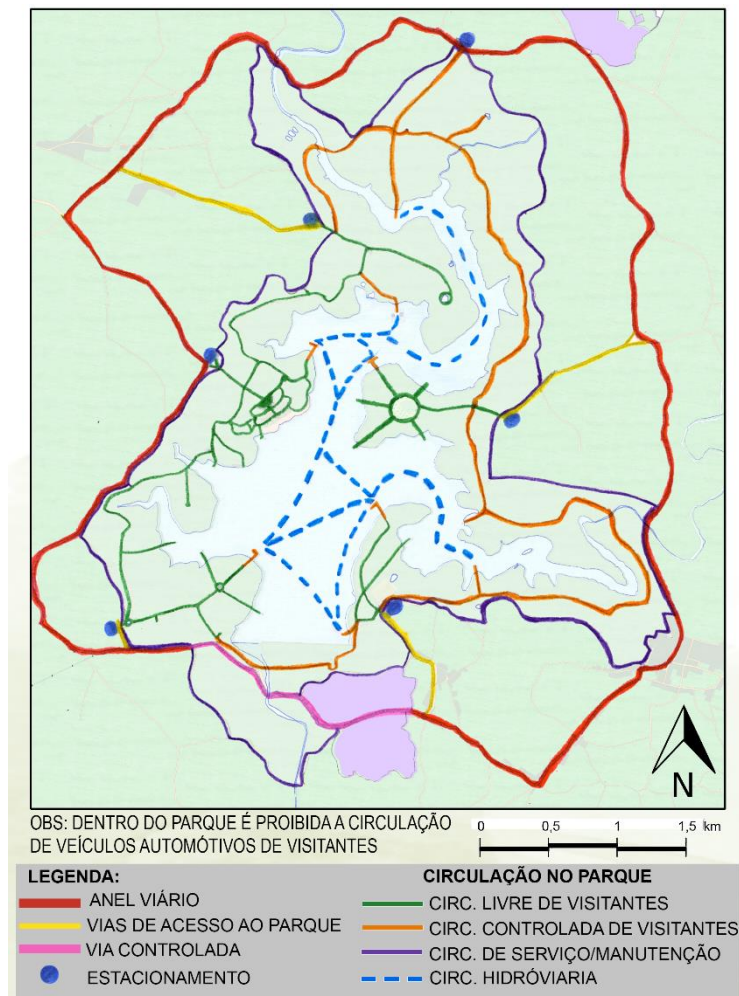 N
OBS: DENTRO DO PARQUE É PROIBIDA A CIRCULAÇÃO
DE VEÍCULOS AUTOMÓTIVOS DE VISITANTES
0 0,5 1 1,5 km
LEGENDA:
ANEL VIÁRIO
VIAS DE ACESSO AO PARQUE
VIA CONTROLADA
ESTACIONAMENTO
CIRCULAÇÃO NO PARQUE
CIRC. LIVRE DE VISITANTES
CIRC. CONTROLADA DE VISITANTES
CIRC. DE SERVIÇO/MANUTENÇÃO
CIRC. HIDRÓVIARIA